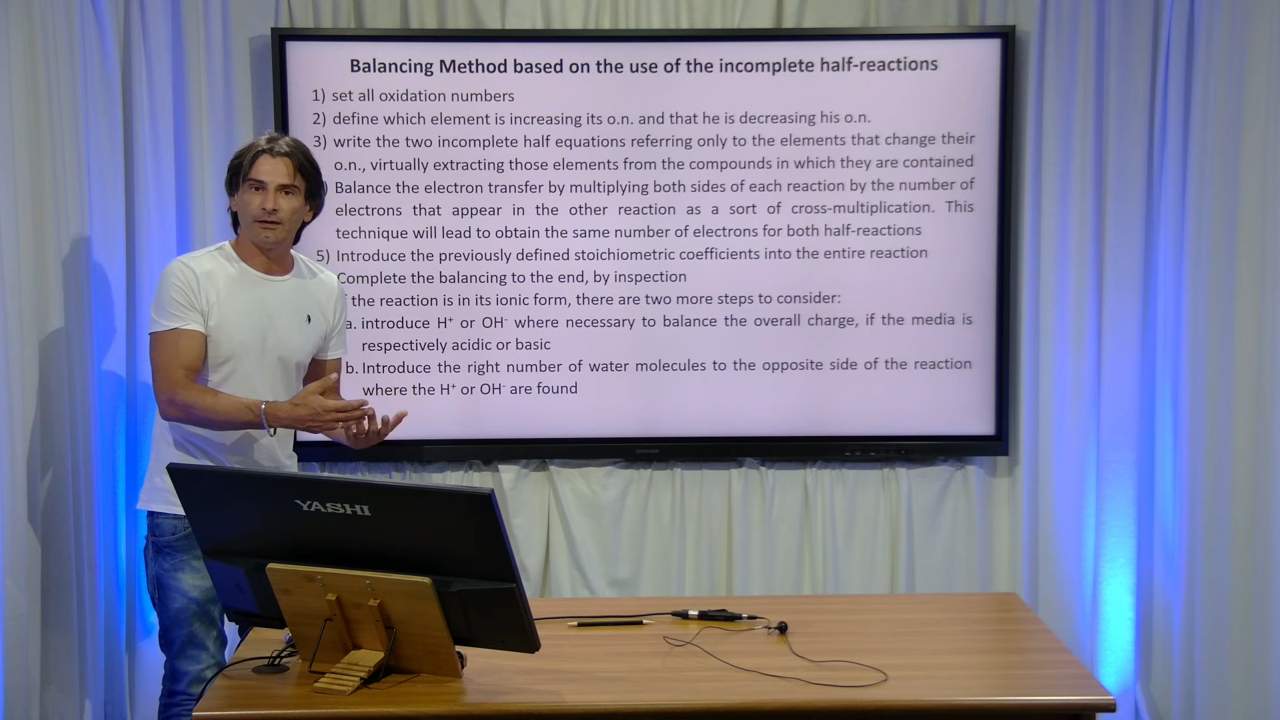 Balancing Method based on the use of the incomplete half-reactions
1) set all oxidation numbers
2) define which element is increasing its o.n. and that he is decreasing his o.n.
3) write the two incomplete half equations referring only to the elements that change their
o.n., virtually extracting those elements from the compounds in which they are contained
) Balance the electron transfer by multiplying both sides of each reaction by the number of
electrons that appear in the other reaction as a sort of cross-multiplication. This
technique will lead to obtain the same number of electrons for both half-reactions
5) Introduce the previously defined stoichiometric coefficients into the entire reaction
Complete the balancing to the end, by inspection
the reaction is in its ionic form, there are two more steps to consider:
a. introduce H⁺ or OH⁻ where necessary to balance the overall charge, if the media is
respectively acidic or basic
b. Introduce the right number of water molecules to the opposite side of the reaction
where the H⁺ or OH⁻ are found
YASHI